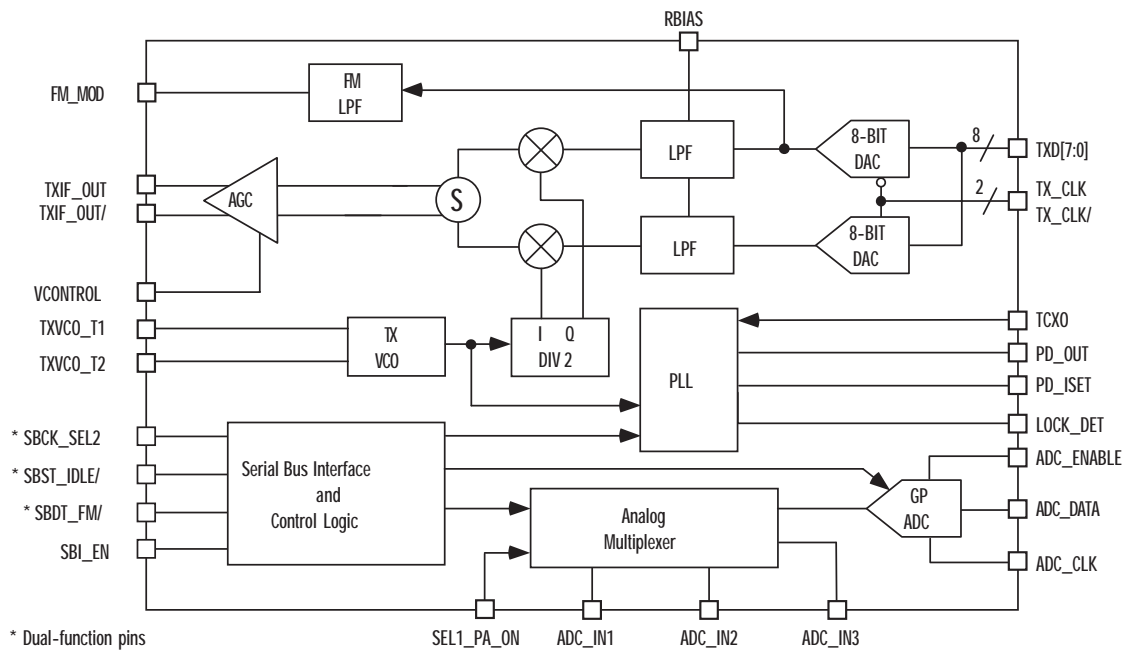 RBIAS
FM_MOD
FM
LPF
8-BIT
DAC
8
TXD[7:0]
LPF
TXIF_OUT
TXIF_OUT/
AGC
S
2
TX_CLK
TX_CLK/
LPF
8-BIT
DAC
VCONTROL
TXVCO_T1
TXVCO_T2
TX
VCO
I Q
DIV 2
PLL
TCXO
PD_OUT
PD_ISET
LOCK_DET
* SBCK_SEL2
* SBST_IDLE/
* SBDT_FM/
SBI_EN
Serial Bus Interface
and
Control Logic
Analog
Multiplexer
GP
ADC
ADC_ENABLE
ADC_DATA
ADC_CLK
* Dual-function pins
SEL1_PA_ON
ADC_IN1
ADC_IN2
ADC_IN3